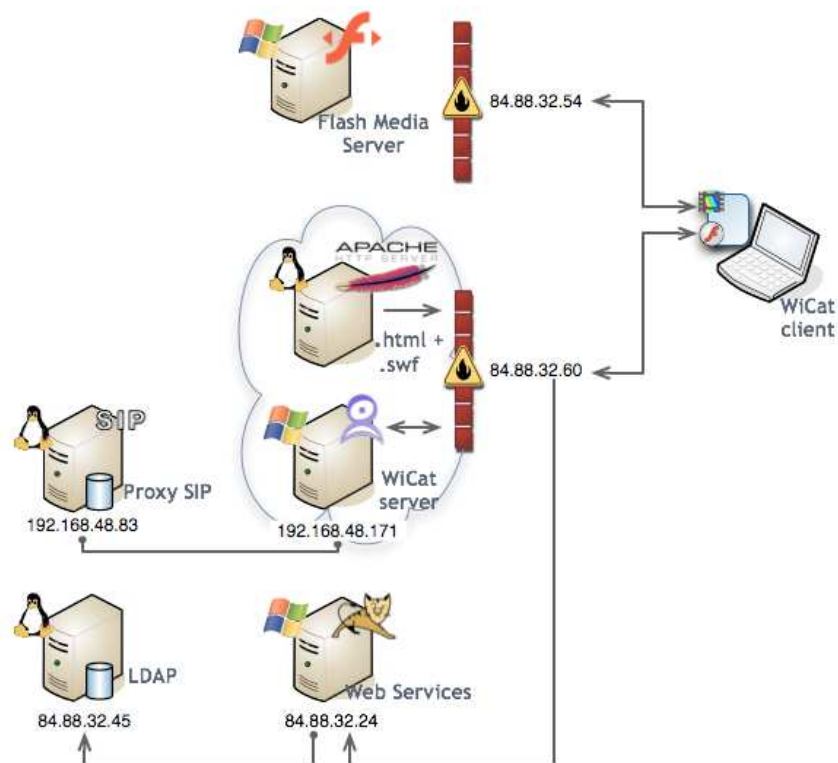 Flash Media
Server
84.88.32.54
WiCat
client
APACHE
HTTP SERVER
.html +
.swf
84.88.32.60
SIP
Proxy SIP
192.168.48.83
WiCat
server
192.168.48.171
LDAP
84.88.32.45
Web Services
84.88.32.24